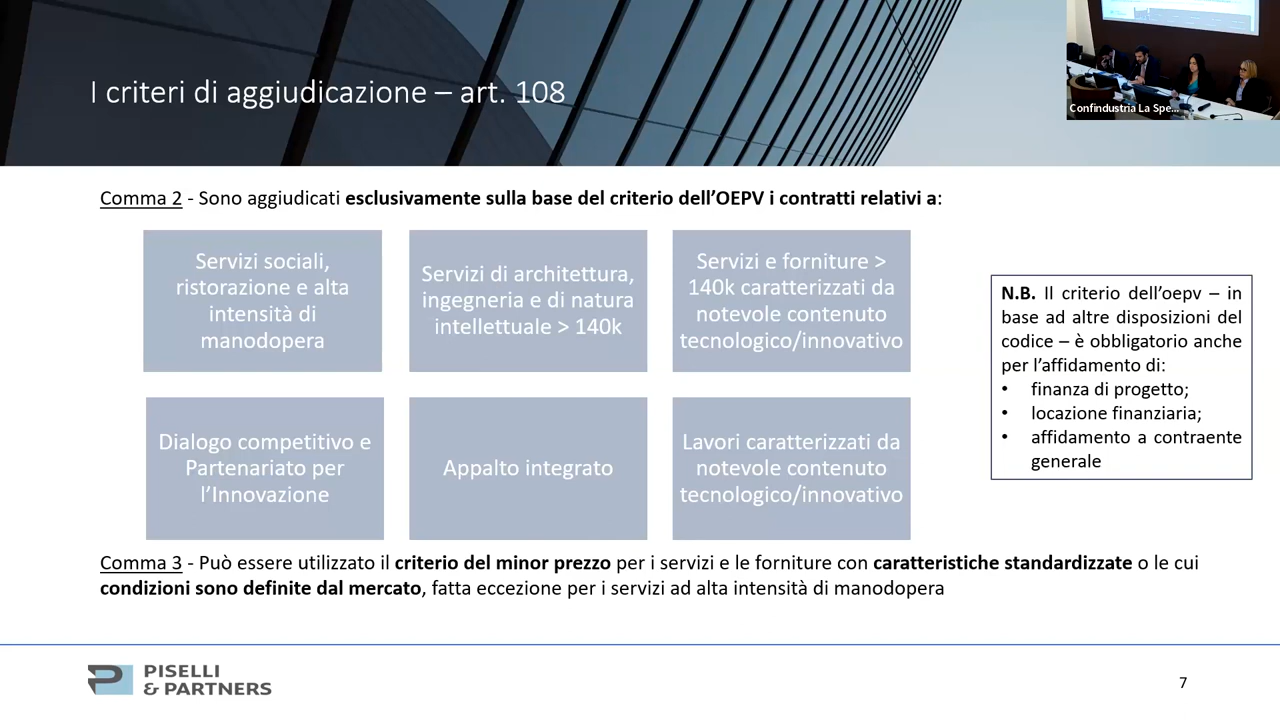 I criteri di aggiudicazione – art. 108
Confindustria La Spe...
Comma 2 - Sono aggiudicati esclusivamente sulla base del criterio dell'OEPV i contratti relativi a:
Servizi sociali,
ristorazione e alta
intensità di
manodopera
Servizi di architettura,
ingegneria e di natura
intellettuale > 140k
Servizi e forniture >
140k caratterizzati da
notevole contenuto
tecnologico/innovativo
Dialogo competitivo e
Partenariato per
l'Innovazione
Appalto integrato
Lavori caratterizzati da
notevole contenuto
tecnologico/innovativo
N.B. Il criterio dell'oepv – in
base ad altre disposizioni del
codice – è obbligatorio anche
per l'affidamento di:
• finanza di progetto;
• locazione finanziaria;
• affidamento a contraente
generale
Comma 3 - Può essere utilizzato il criterio del minor prezzo per i servizi e le forniture con caratteristiche standardizzate o le cui
condizioni sono definite dal mercato, fatta eccezione per i servizi ad alta intensità di manodopera
PISELLI
& PARTNERS
7